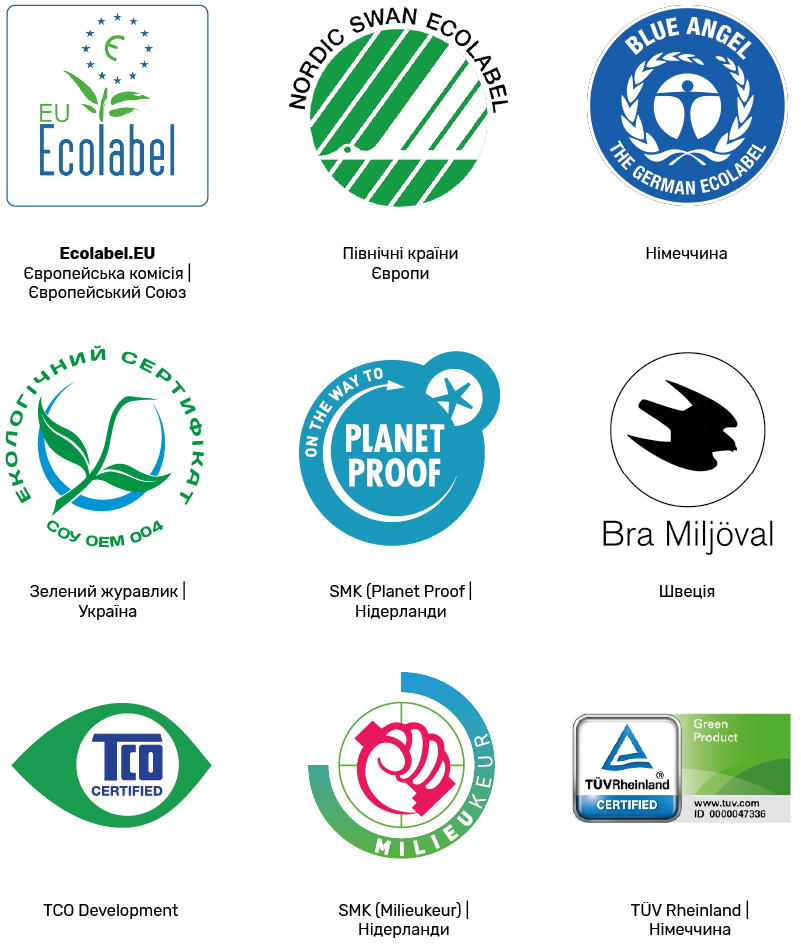 EU
Ecolabel
NORDIC SWAN ECOLABEL
BLUE ANGEL
THE GERMAN ECOLABEL
Ecolabel.EU
Європейська комісія |
Європейський Союз
Північні країни
Європи
Німеччина
ЕКОЛОГІЧНИЙ СЕРТИФІКАТ
СОУ ОЕМ 004
ON THE WAY TO
PLANET
PROOF
Bra Miljöval
Зелений журавлик |
Україна
SMK (Planet Proof |
Нідерланди
Швеція
TCO
CERTIFIED
MILIEUKEUR
TÜVRheinland
®
CERTIFIED
Green
Product
www.tuv.com
ID 0000047336
TCO Development
SMK (Milieukeur) |
Нідерланди
TÜV Rheinland |
Німеччина